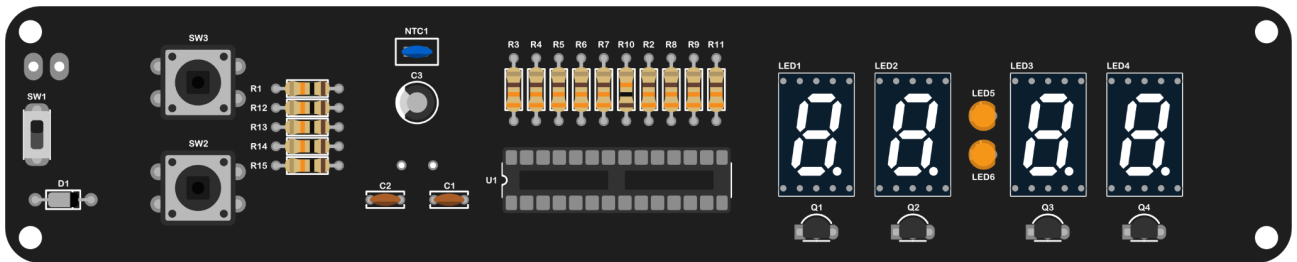 SW3
NTC1
R3 R4 R5 R6 R7 R10 R2 R8 R9 R11
LED1
LED2
LED3
LED4
C3
R1
LED5
SW1
R12
R13
R14
SW2
R15
LED6
D1
C2
C1
U1
Q1
Q2
Q3
Q4